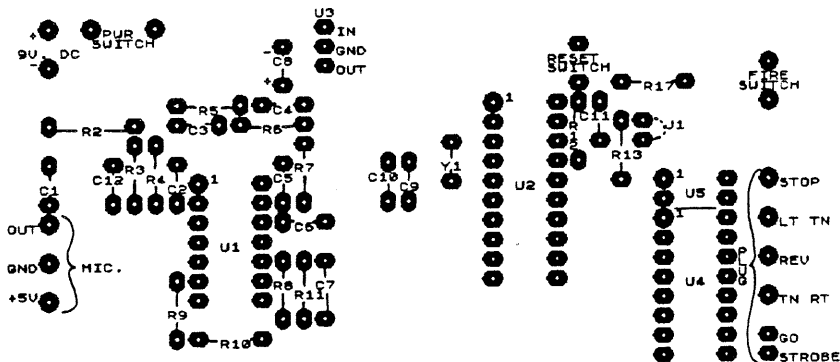 U3
+ PWR SWITCH
9V. DC
-
IN
GND
OUT
- C8 +
RESET SWITCH
R17
FIRE SWITCH
R5
C4
C3
R6
R2
1
R12
C11
J1
R13
R3
R4
C2
C12
C1
1
C5
R7
C10
C9
Y1
U2
1
U5
1
STOP
OUT
GND
+5V
MIC.
U1
C6
LT TN
REV
PLUG
U4
TN RT
R8
R11
C7
R9
R10
GO
STROBE